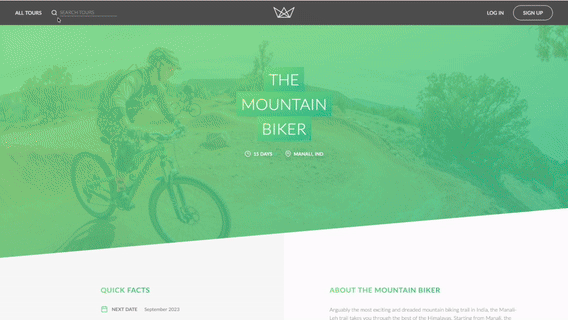 ALL TOURS
SEARCH TOURS
LOG IN
SIGN UP
THE
MOUNTAIN
BIKER
15 DAYS
MANALI, IND
QUICK FACTS
NEXT DATE September 2022
ABOUT THE MOUNTAIN BIKER
Arguably the most exciting and dreaded mountain biking trail in India, the Manali
Leh trail takes you through the best of the Himalayas. Starting from Manali, the